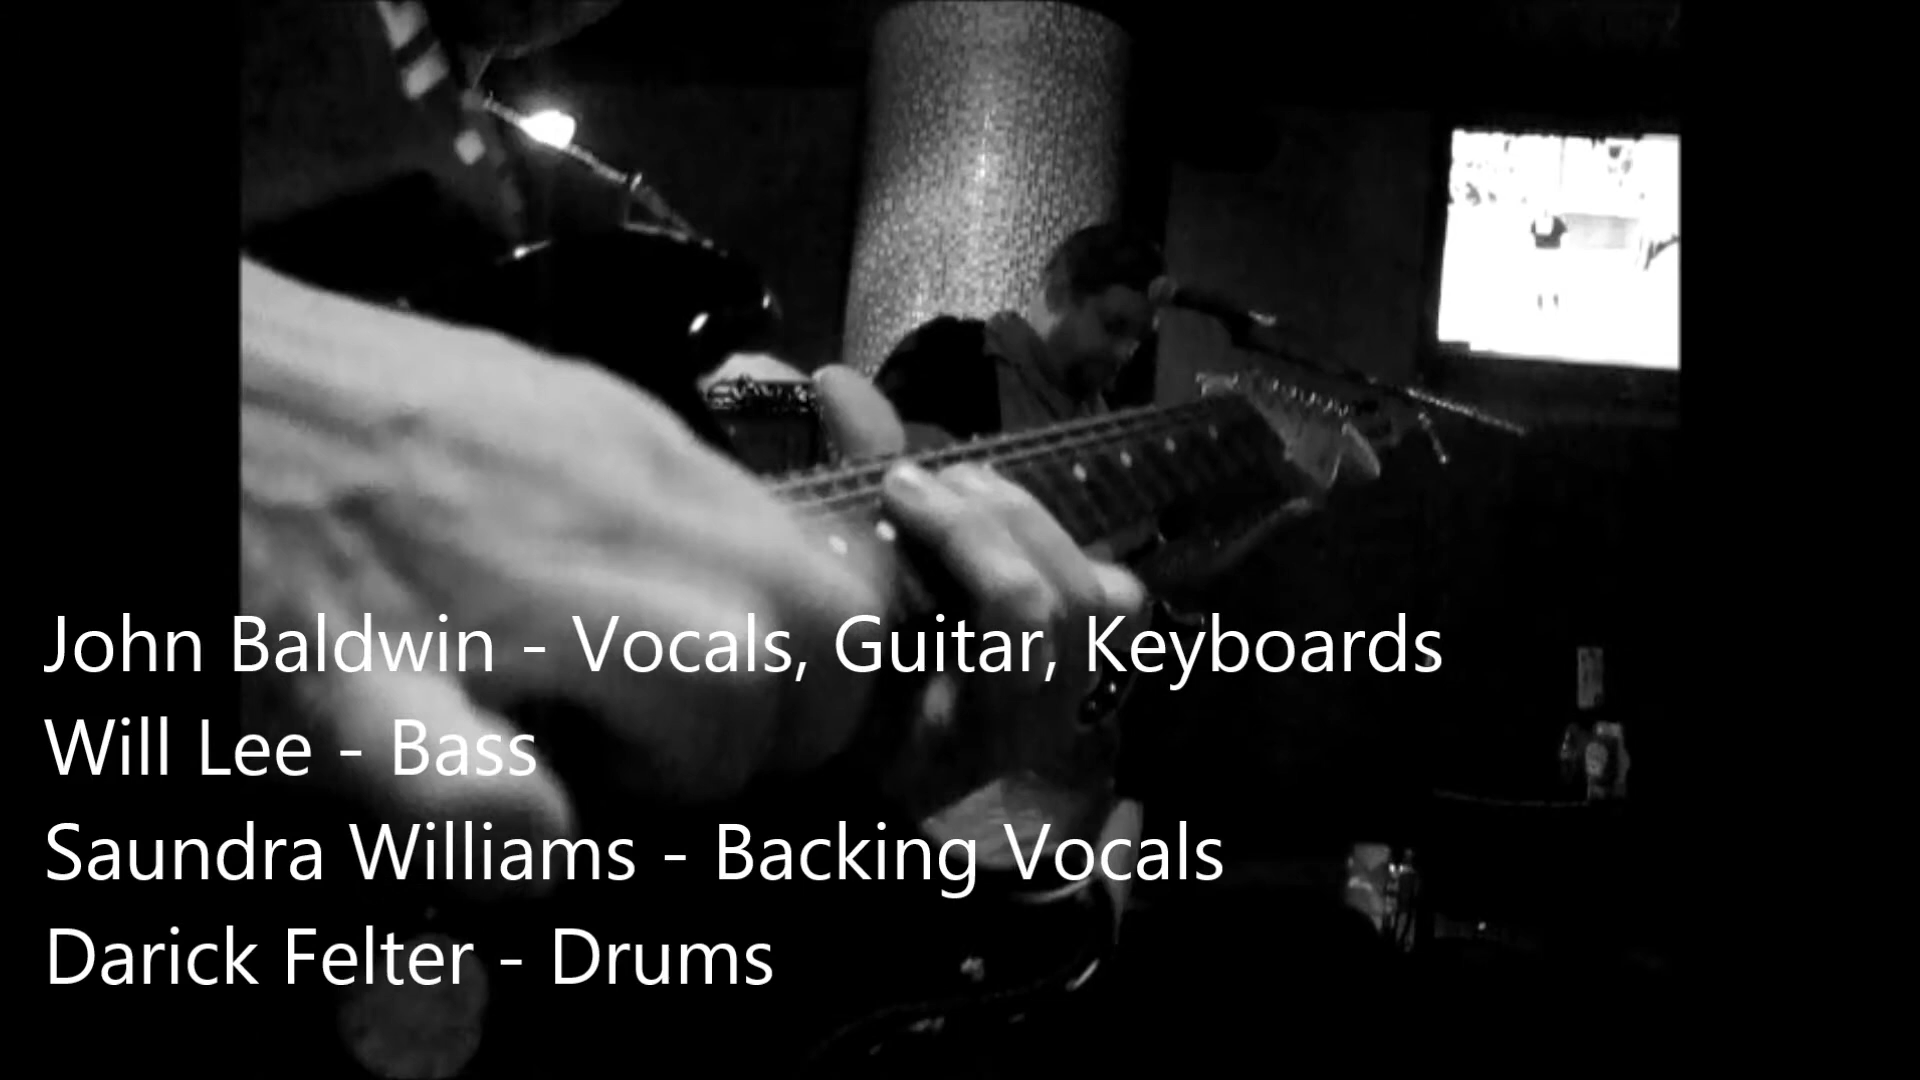 John Baldwin - Vocals, Guitar, Keyboards
Will Lee - Bass
Saundra Williams - Backing Vocals
Darick Felter - Drums